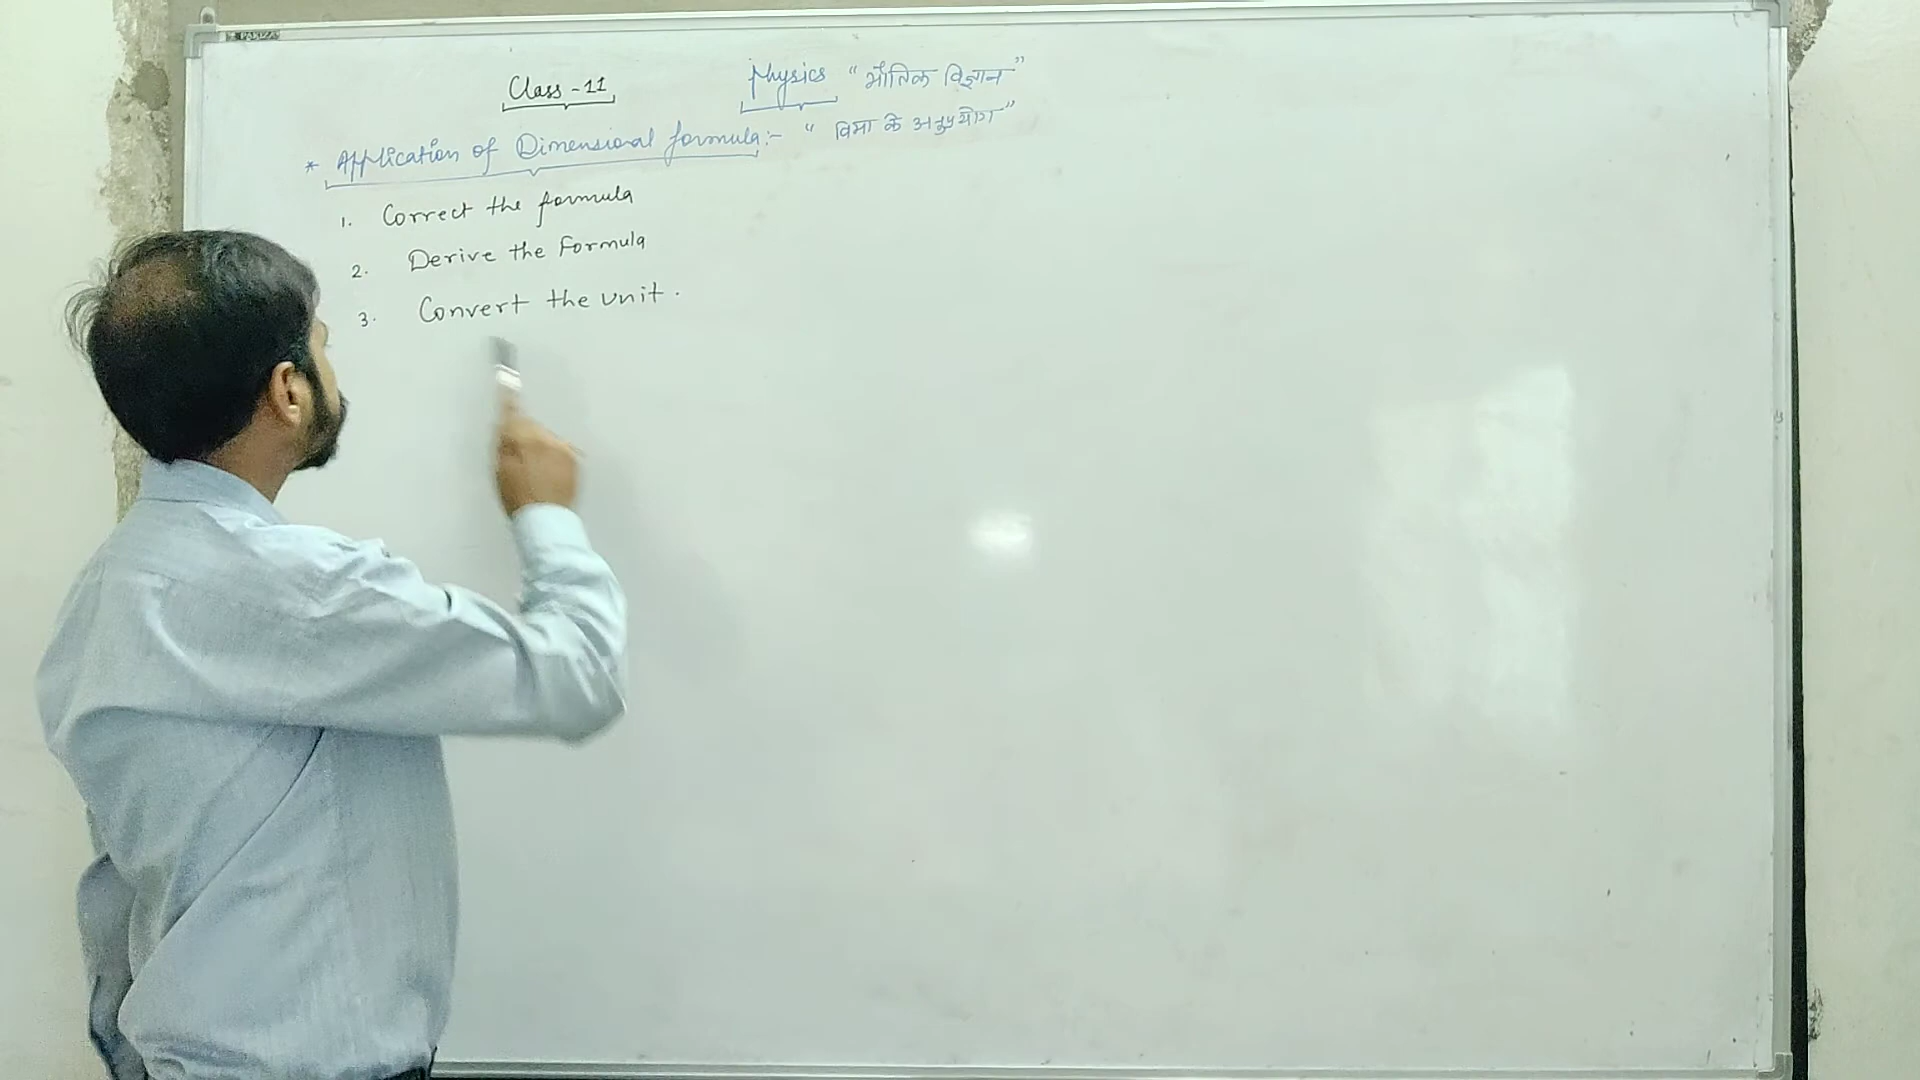 Class - 11 Physics “भौतिक विज्ञान”
* Application of Dimensional formula:- “विमा के अनुप्रयोग”
1. Correct the formula
2. Derive the Formula
3. Convert the unit.